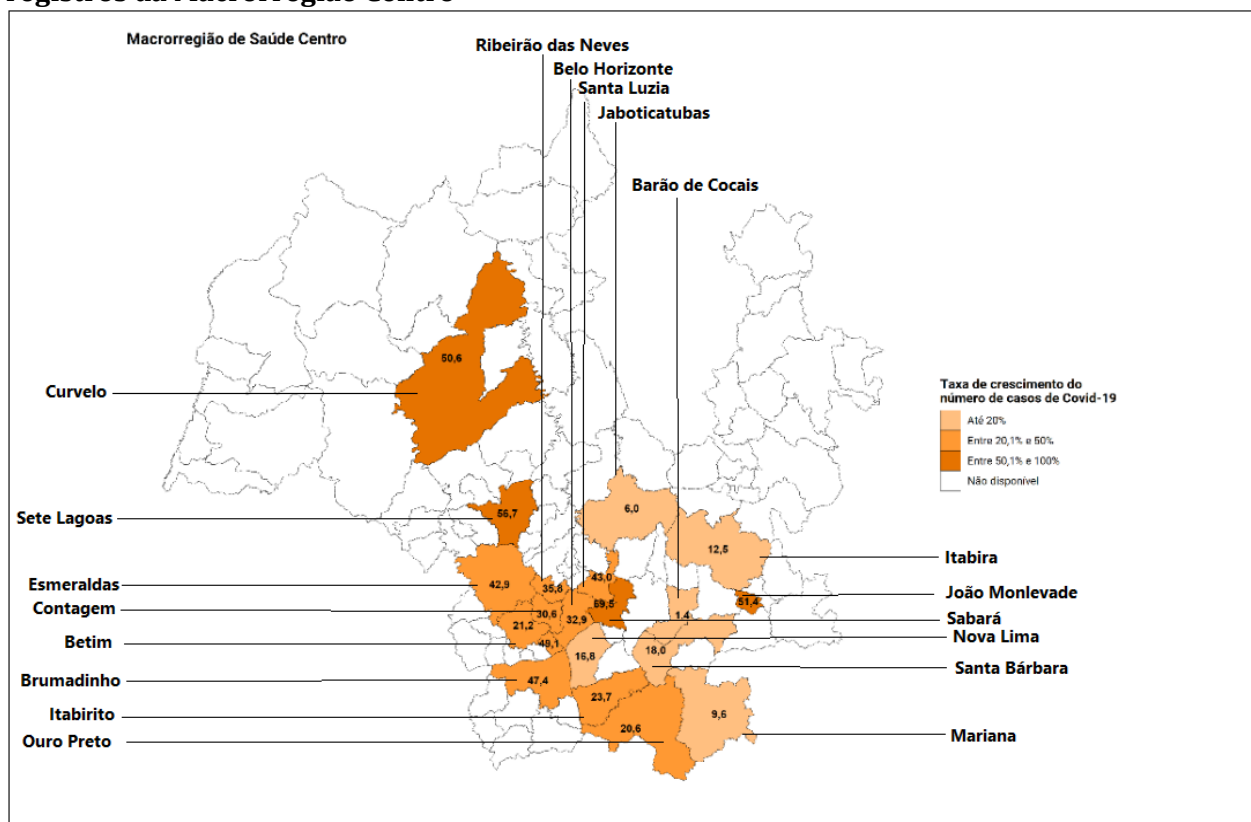 registros da Macrorregião Centro
Macrorregião de Saúde Centro
Ribeirão das Neves
Belo Horizonte
Santa Luzia
Jaboticatubas
Barão de Cocais
50,6
Curvelo
Taxa de crescimento do
número de casos de Covid-19
Até 20%
Entre 20,1% e 50%
Entre 50,1% e 100%
Não disponível
Sete Lagoas
56,7
6,0
12,5
Itabira
Esmeraldas
42,9
35,8
43,0
João Monlevade
51,4
Contagem
30,6
32,9
59,5
1,4
Sabará
21,2
Nova Lima
Betim
49,1
16,8
18,0
Santa Bárbara
Brumadinho
47,4
Itabirito
23,7
9,6
Ouro Preto
20,6
Mariana